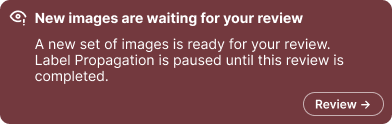 New images are waiting for your review
A new set of images is ready for your review.
Label Propagation is paused until this review is
completed.
Review →